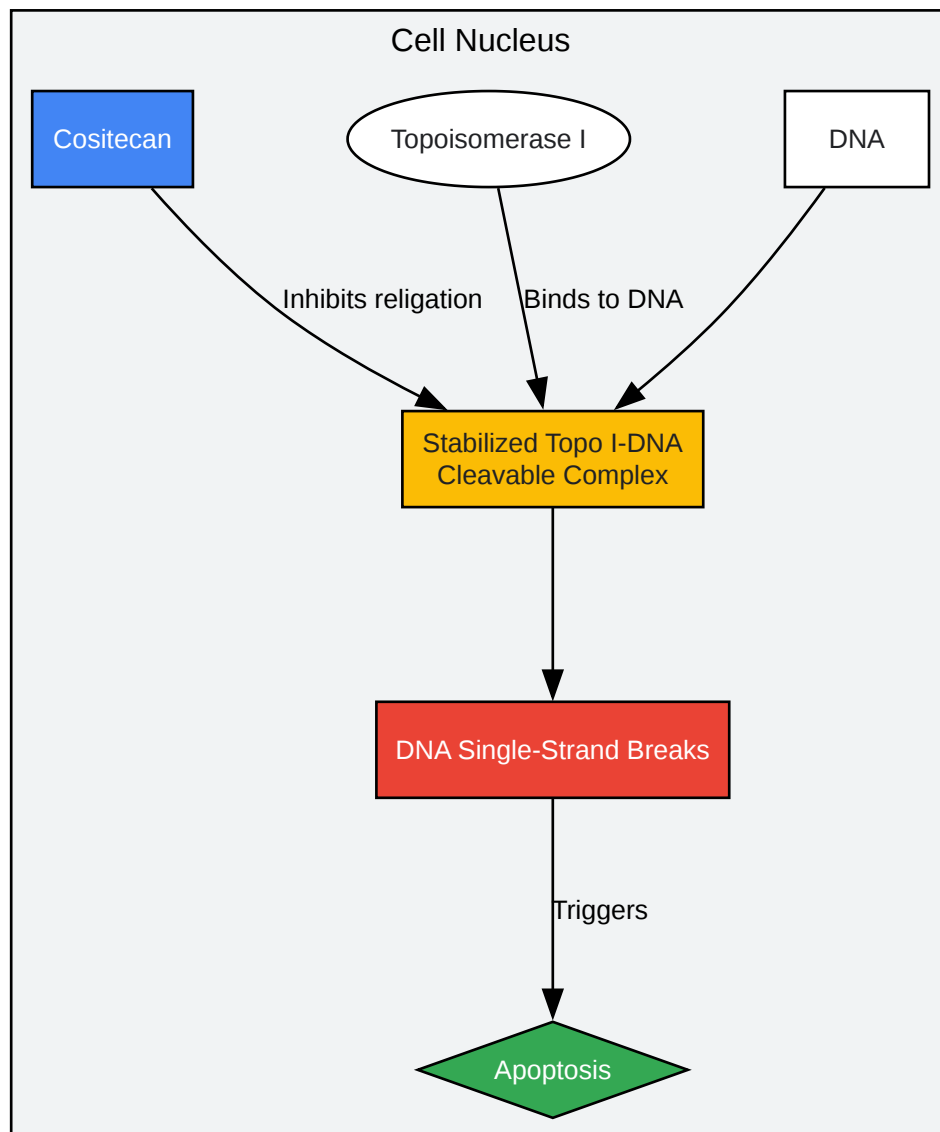 Cell Nucleus
Cositecan
Topoisomerase I
DNA
Inhibits religation
Binds to DNA
Stabilized Topo I-DNA
Cleavable Complex
DNA Single-Strand Breaks
Triggers
Apoptosis